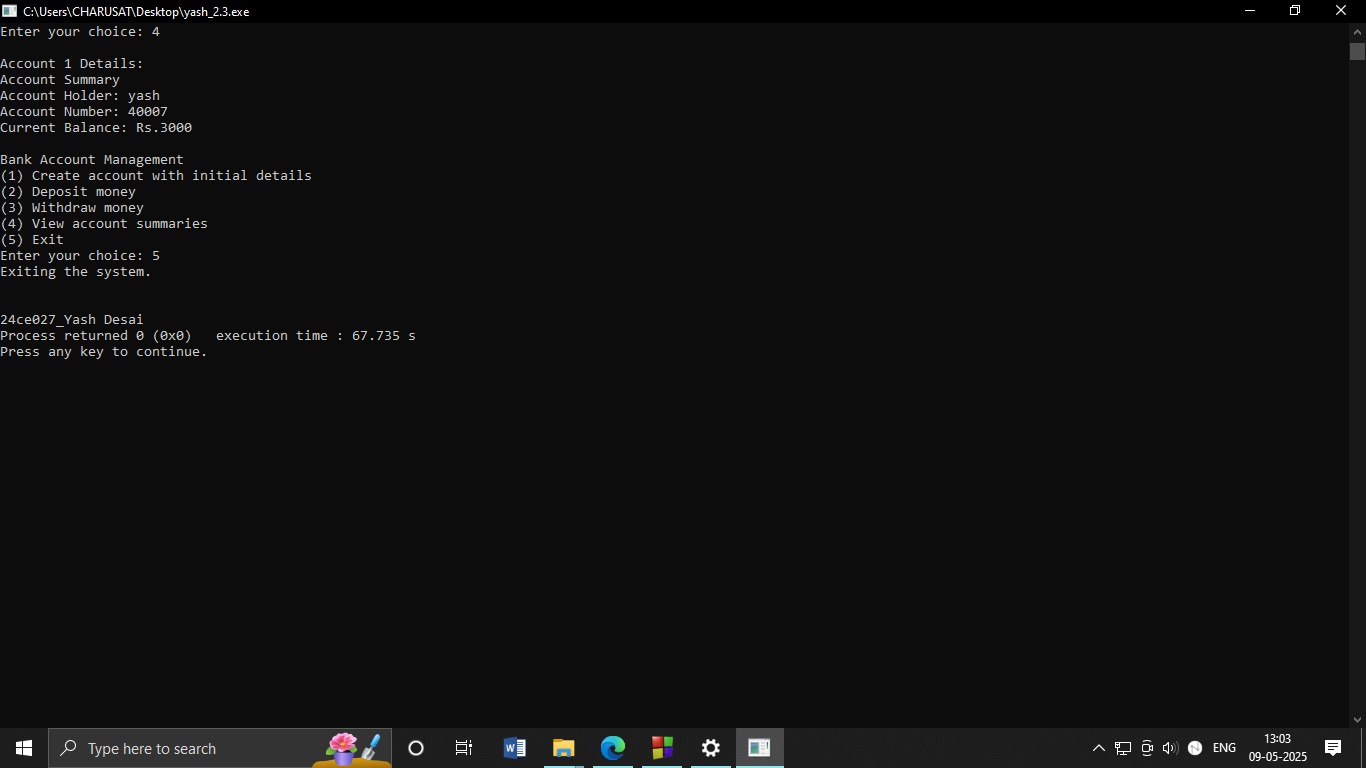 C:\Users\CHARUSAT\Desktop\yash_2.3.exe
Enter your choice: 4
Account 1 Details:
Account Summary
Account Holder: yash
Account Number: 40007
Current Balance: Rs.3000
Bank Account Management
(1) Create account with initial details
(2) Deposit money
(3) Withdraw money
(4) View account summaries
(5) Exit
Enter your choice: 5
Exiting the system.
24ce027_Yash Desai
Process returned 0 (0x0)   execution time : 67.735 s
Press any key to continue.
Type here to search
ENG
13:03
09-05-2025